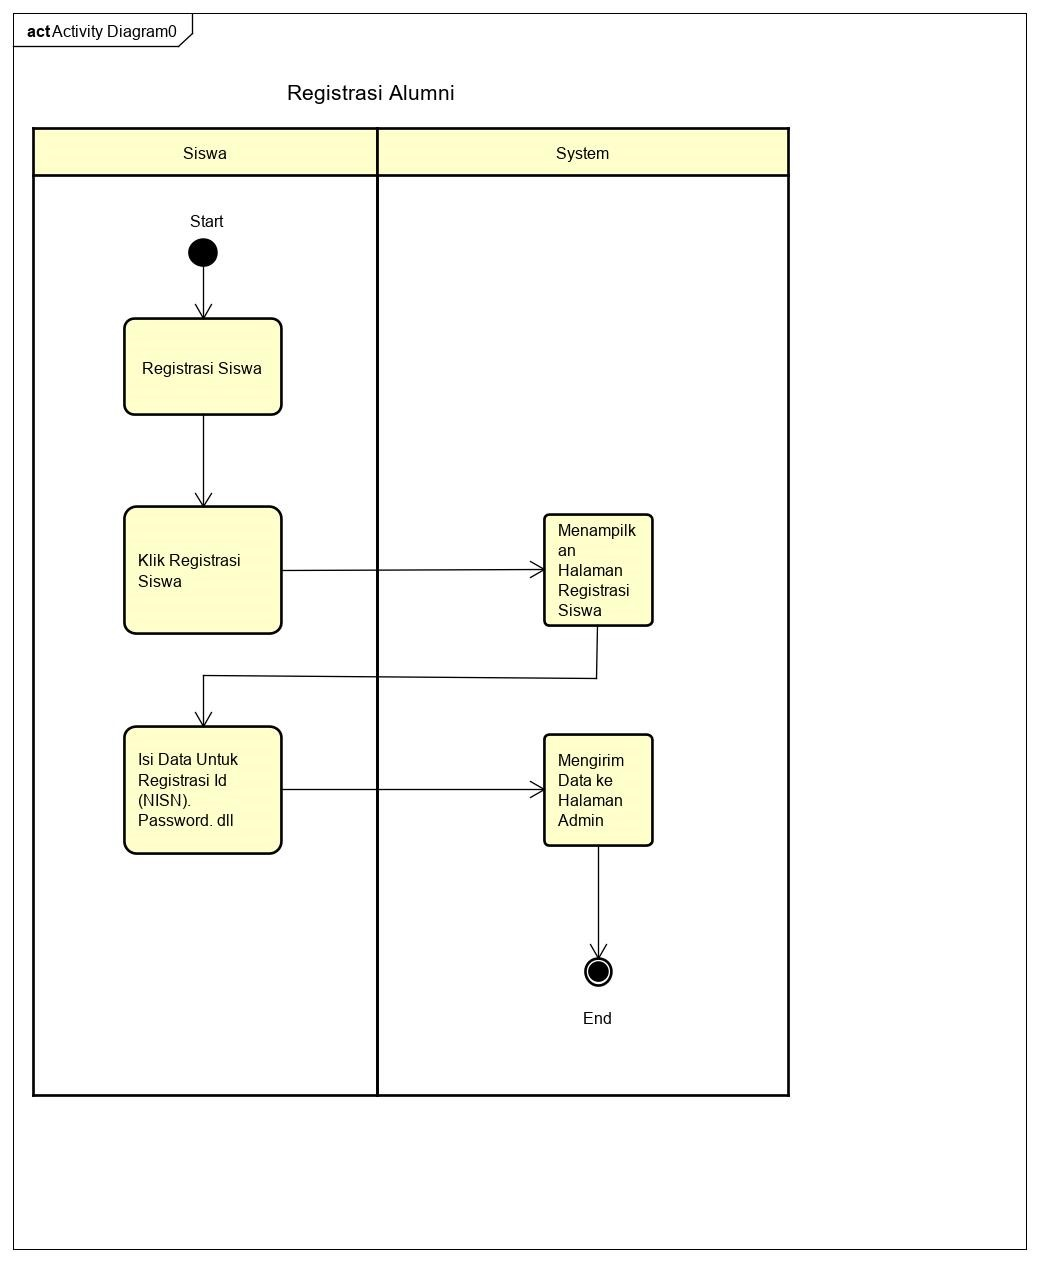 act Activity Diagram0
Registrasi Alumni
Siswa
System
Start
Registrasi Siswa
Klik Registrasi
Siswa
Menampilk
an
Halaman
Registrasi
Siswa
Isi Data Untuk
Registrasi Id
(NISN).
Password. dll
Mengirim
Data ke
Halaman
Admin
End